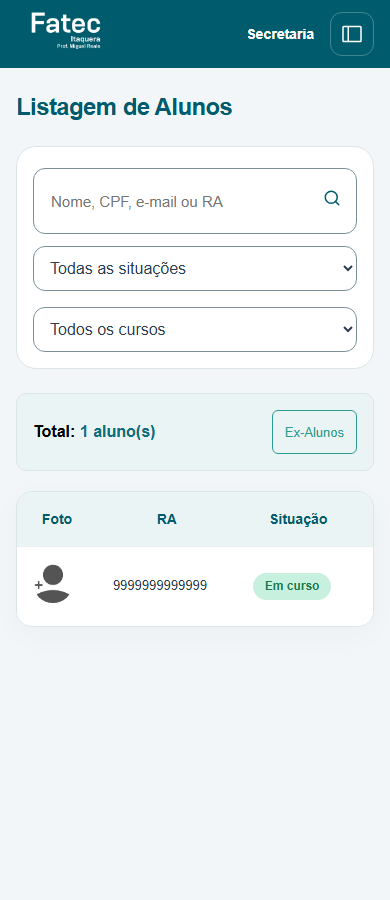 Fatec
Itaquera
Prof. Miguel Reale
Secretaria
Listagem de Alunos
Nome, CPF, e-mail ou RA
Todas as situações
Todos os cursos
Total: 1 aluno(s)
Ex-Alunos
Foto RA Situação
9999999999999 Em curso